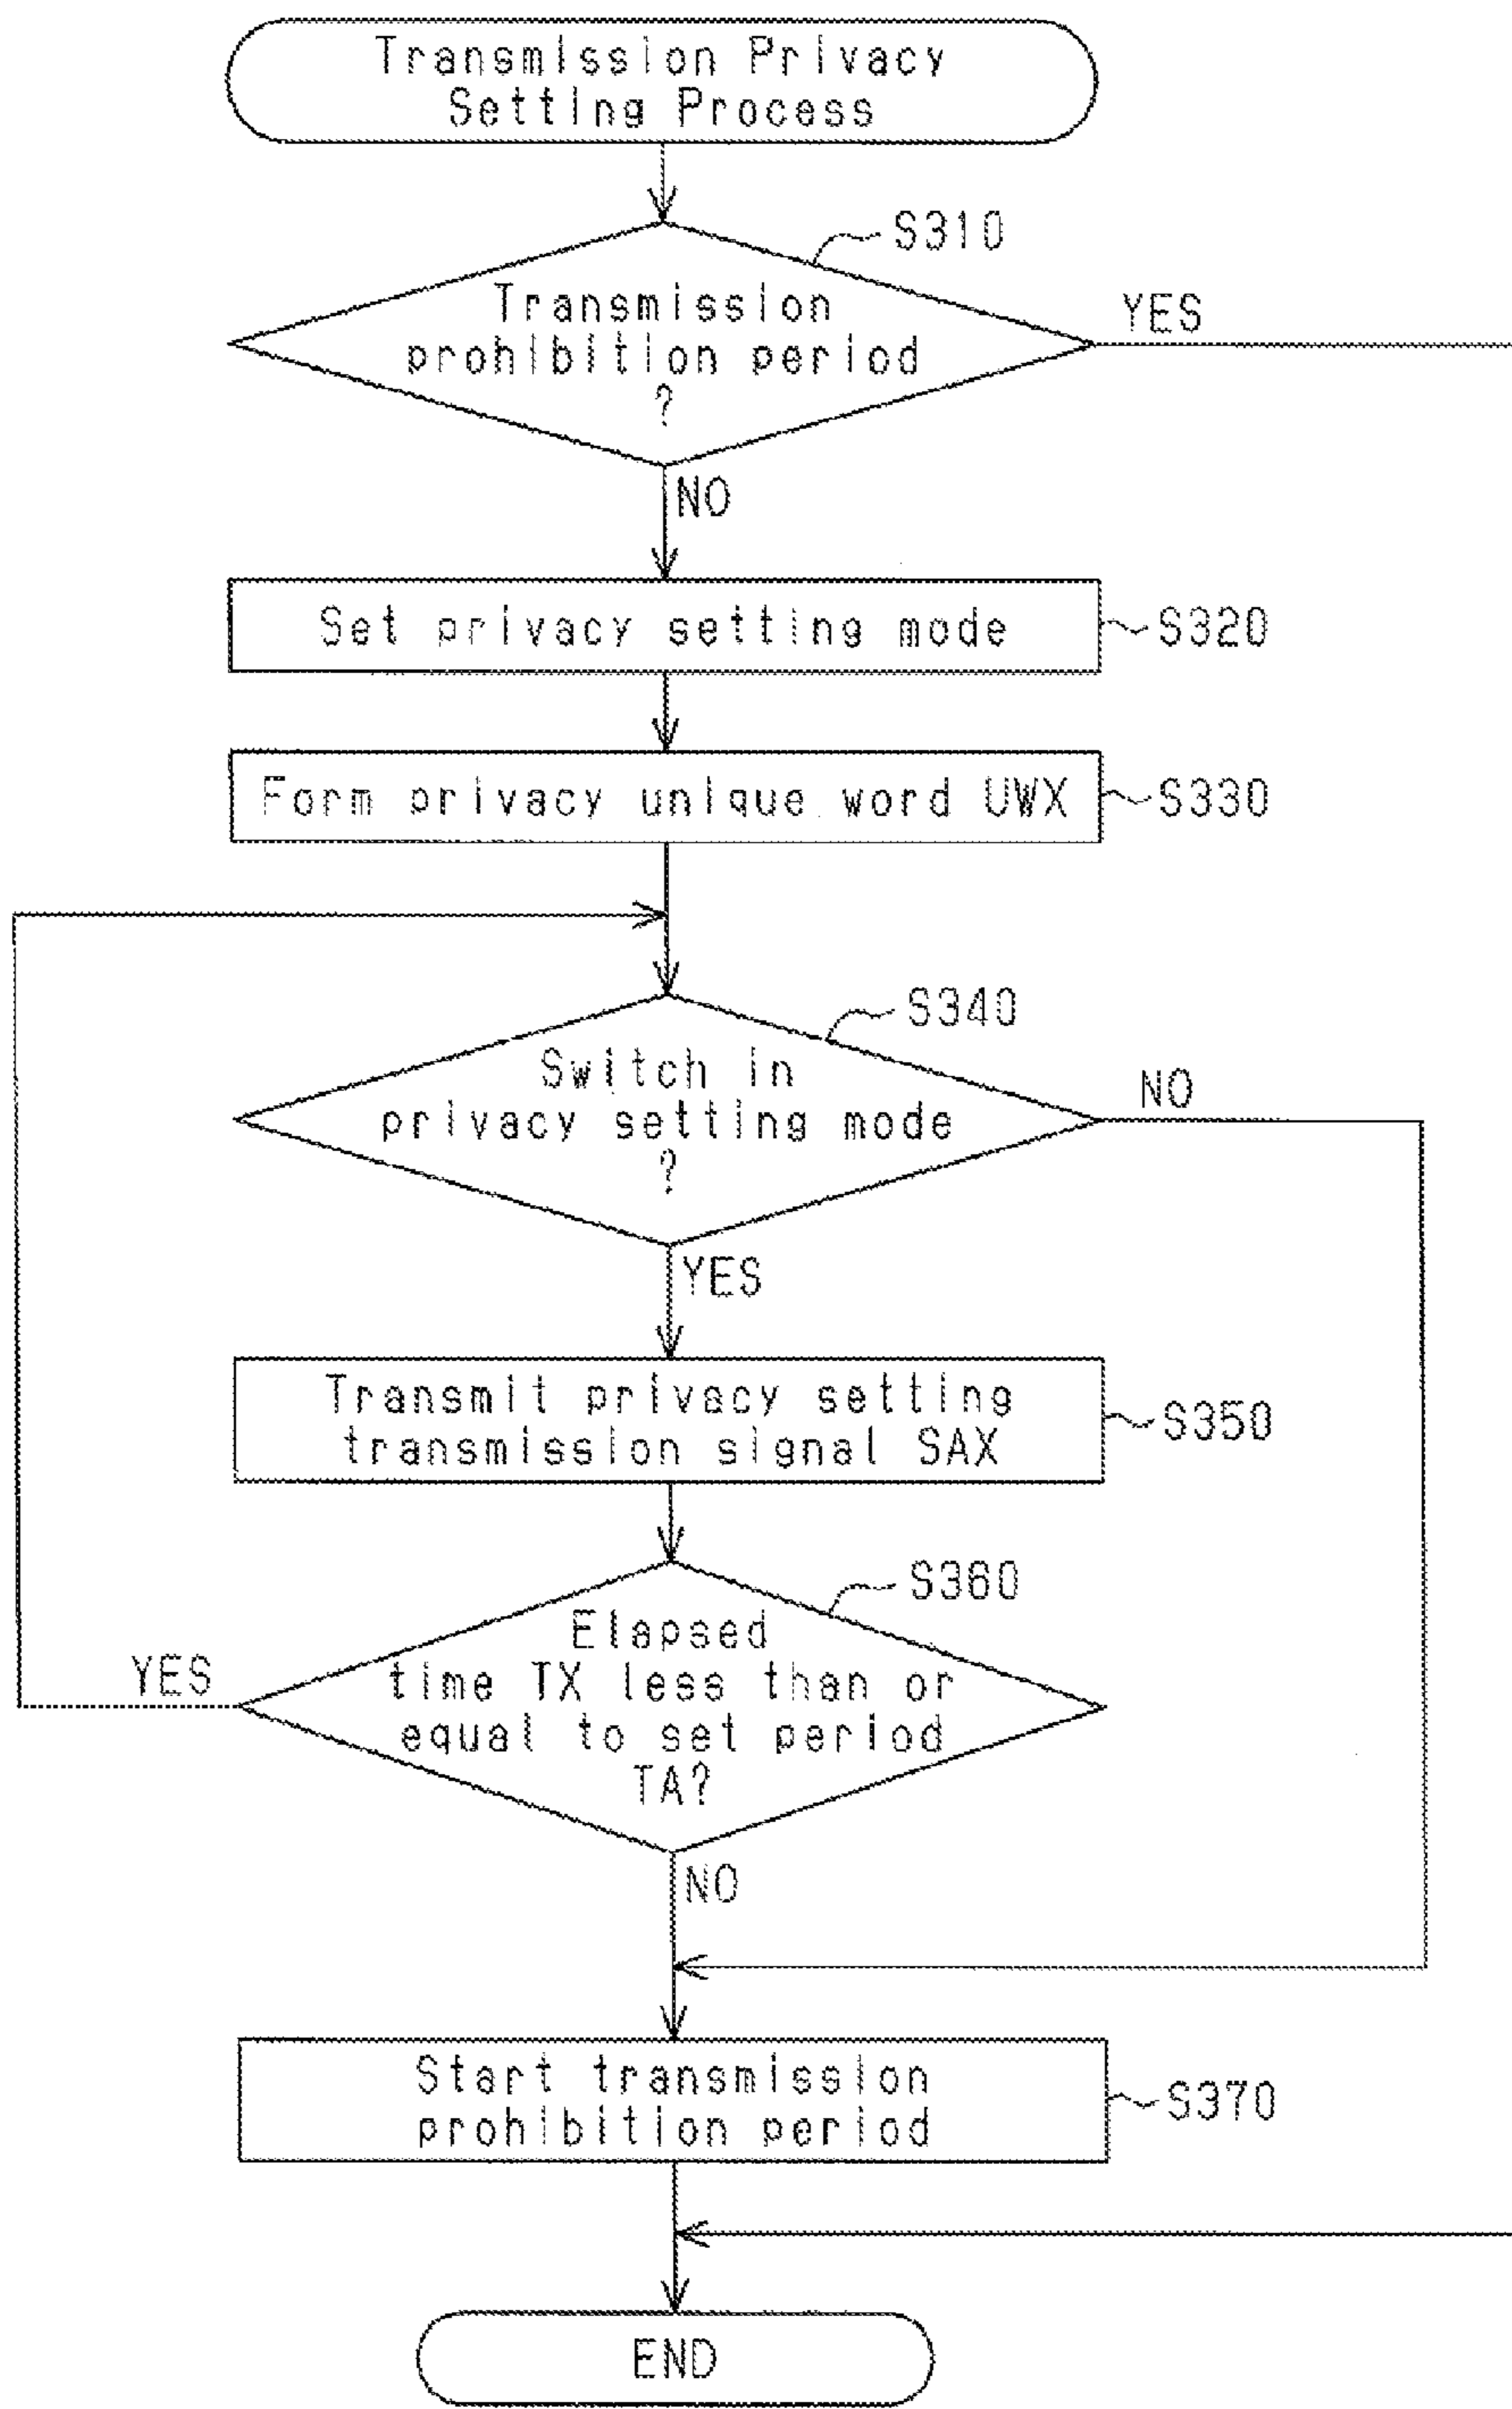 Transmission Privacy
Setting Process
S310
Transmission
prohibition period
?
YES
NO
Set privacy setting mode
S320
Form privacy unique word UWX
S330
S340
Switch in
privacy setting mode
?
NO
YES
Transmit privacy setting
transmission signal SAX
S350
S360
Elapsed
time TX less than or
equal to set period
TA?
YES
NO
Start transmission
prohibition period
S370
END